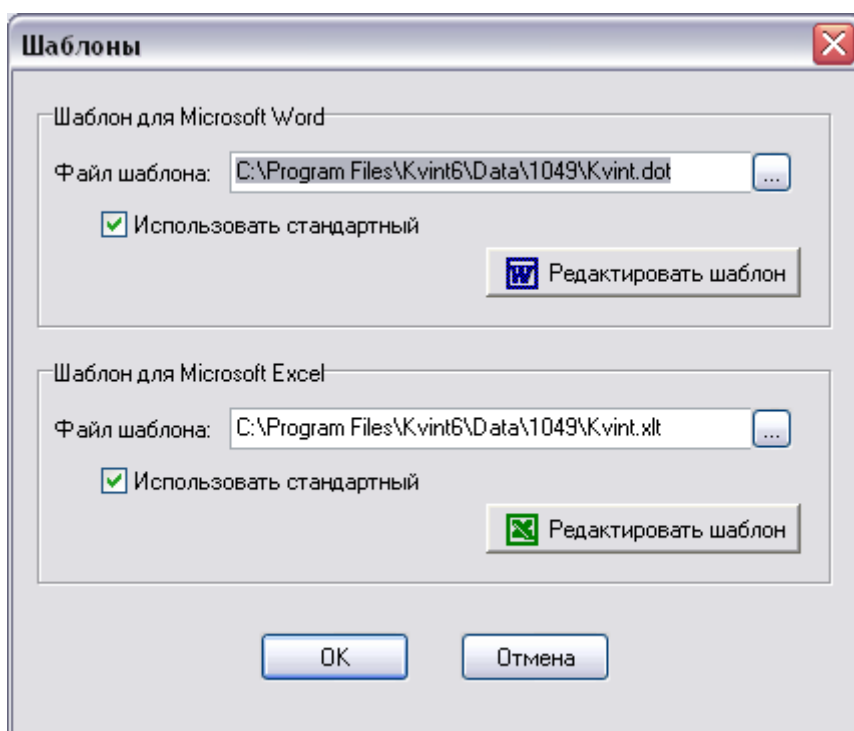 Шаблоны
Шаблон для Microsoft Word
Файл шаблона: C:\Program Files\Kvint6\Data\1049\Kvint.dot ...
Использовать стандартный
Редактировать шаблон
Шаблон для Microsoft Excel
Файл шаблона: C:\Program Files\Kvint6\Data\1049\Kvint.xlt ...
Использовать стандартный
Редактировать шаблон
OK Отмена